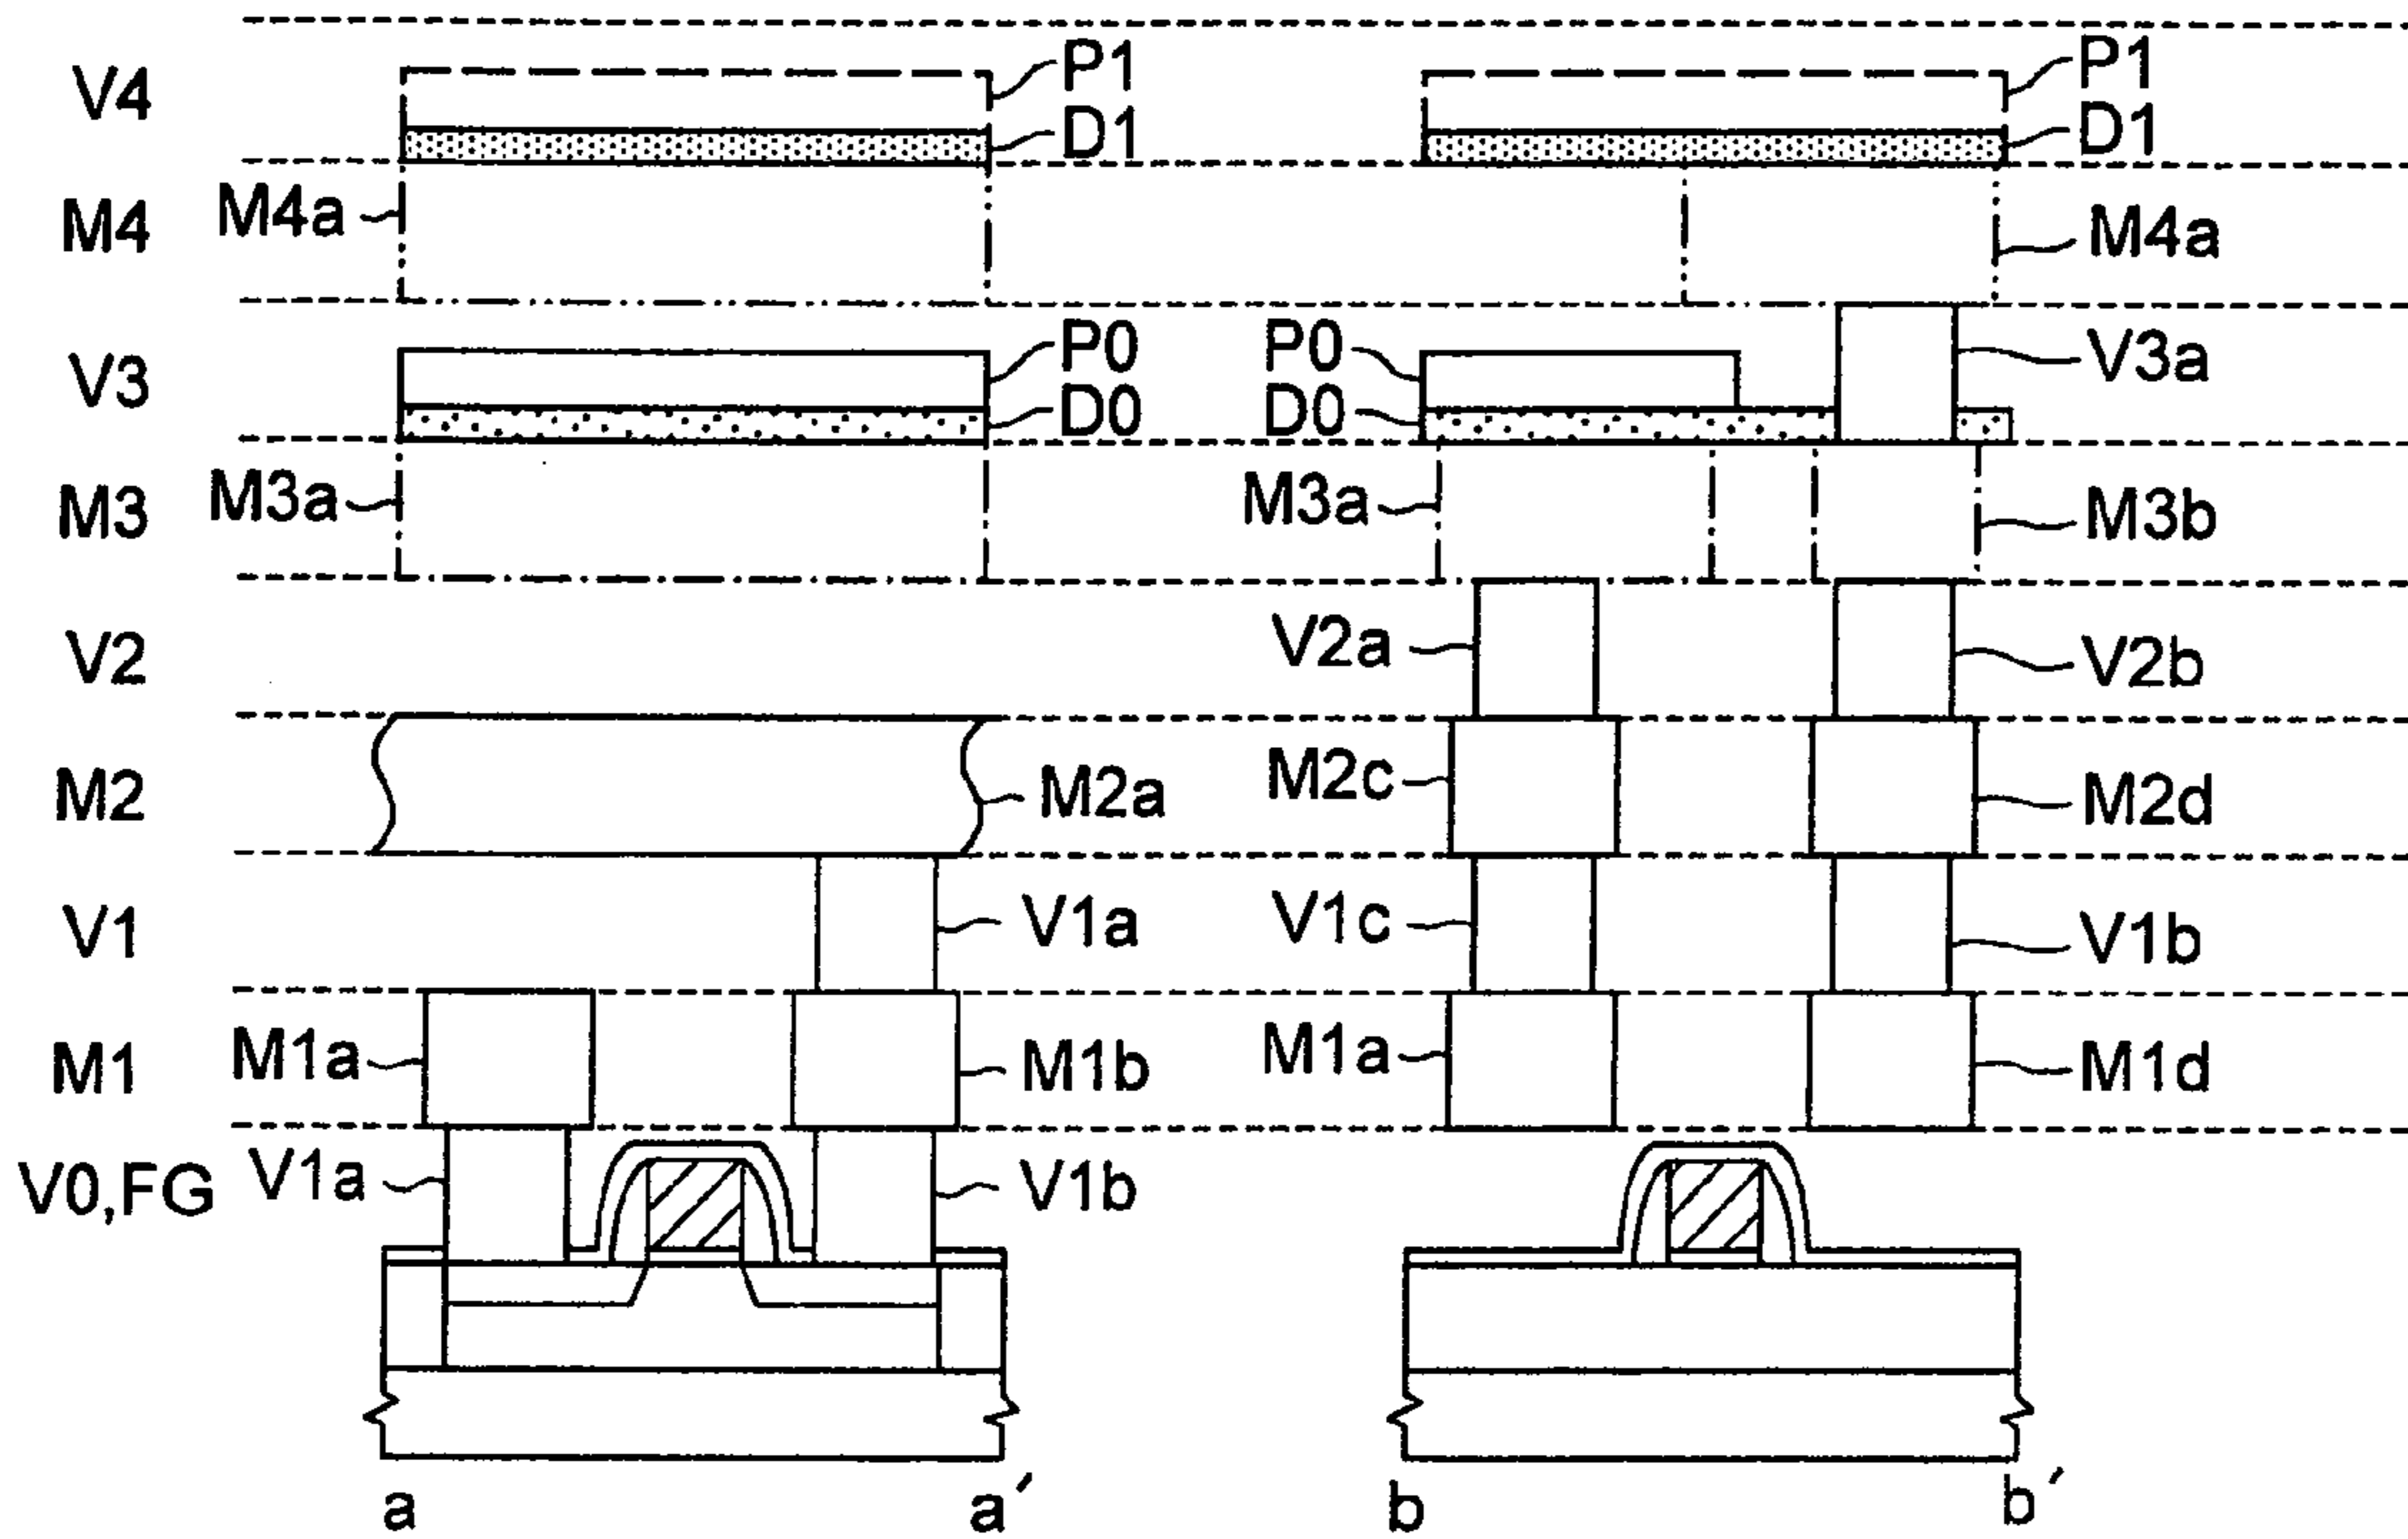 V4 P1 P1
D1 D1
M4 M4a M4a
V3 P0 P0 V3a
D0 D0
M3 M3a M3a M3b
V2 V2a V2b
M2 M2a M2c M2d
V1 V1a V1c V1b
M1 M1a M1b M1a M1d
V0,FG V1a V1b
a a′ b b′